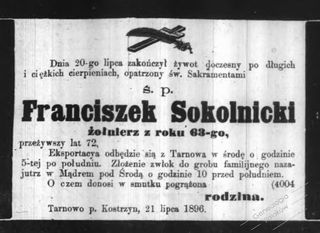 Dnia 20-go lipca zakończył żywot doczesny po długich
i ciężkich cierpieniach, opatrzony św. Sakramentami
ś. p.
Franciszek Sokolnicki
żołnierz z roku 63-go,
przeżywszy lat 72,
Eksportacya odbędzie się z Tarnowa w środę o godzinie
5-tej po południu. Złożenie zwłok do grobu familijnego naza-
jutrz w Mądrem pod Środą o godzinie 10 przed południem.
O czem donosi w smutku pogrążona (4004
rodzina.
Tarnowo p. Kostrzyn, 21 lipca 1896.